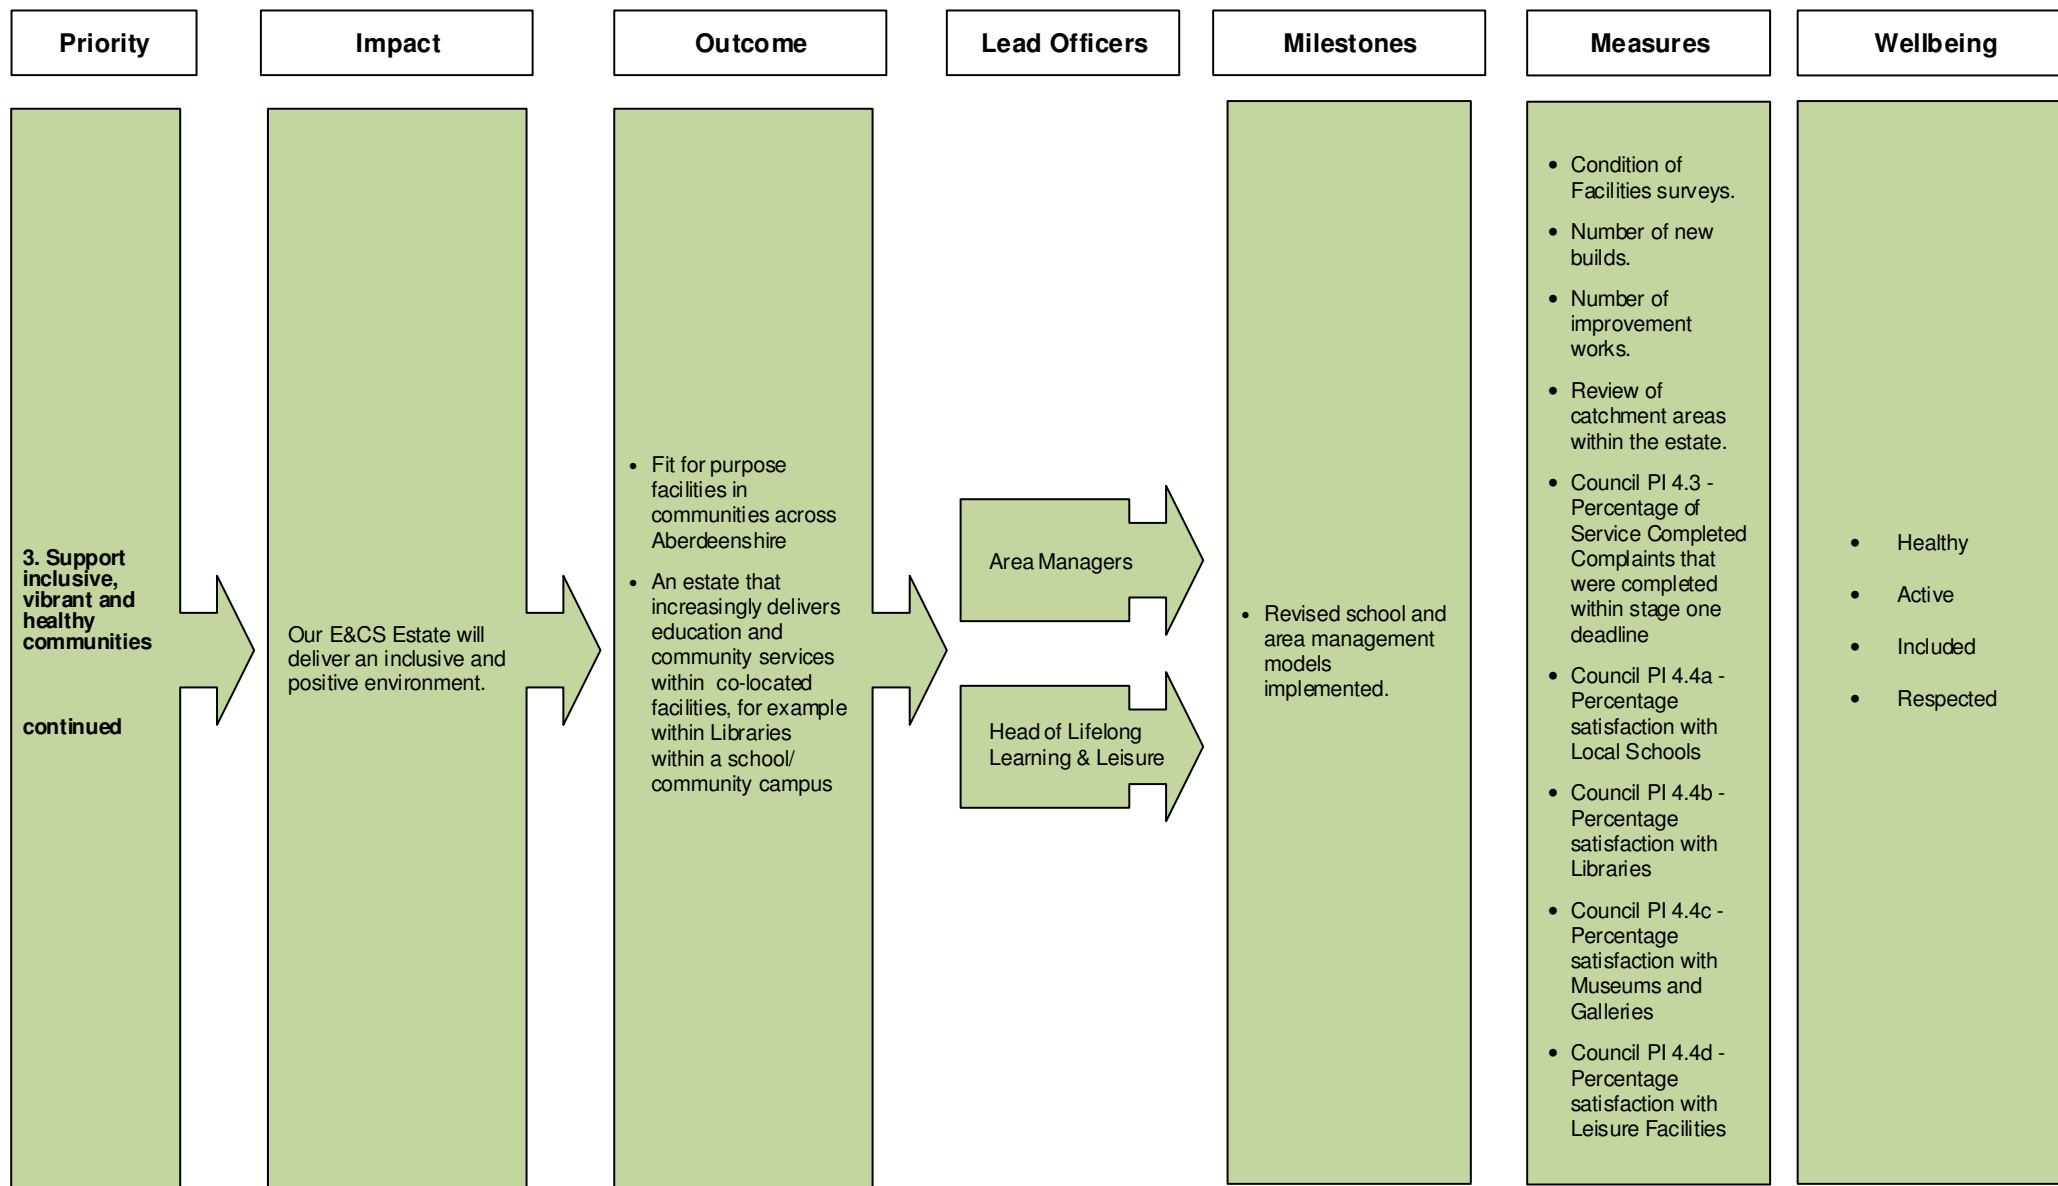 Priority
Impact
Outcome
Lead Officers
Milestones
Measures
Wellbeing
3. Support
inclusive,
vibrant and
healthy
communities
continued
Our E&CS Estate will
deliver an inclusive and
positive environment.
• Fit for purpose
facilities in
communities across
Aberdeenshire
• An estate that
increasingly delivers
education and
community services
within co-located
facilities, for example
within Libraries
within a school/
community campus
Area Managers
Head of Lifelong
Learning & Leisure
• Revised school and
area management
models
implemented.
• Condition of
Facilities surveys.
• Number of new
builds.
• Number of
improvement
works.
• Review of
catchment areas
within the estate.
• Council PI 4.3 -
Percentage of
Service Completed
Complaints that
were completed
within stage one
deadline
• Council PI 4.4a -
Percentage
satisfaction with
Local Schools
• Council PI 4.4b -
Percentage
satisfaction with
Libraries
• Council PI 4.4c -
Percentage
satisfaction with
Museums and
Galleries
• Council PI 4.4d -
Percentage
satisfaction with
Leisure Facilities
• Healthy
• Active
• Included
• Respected